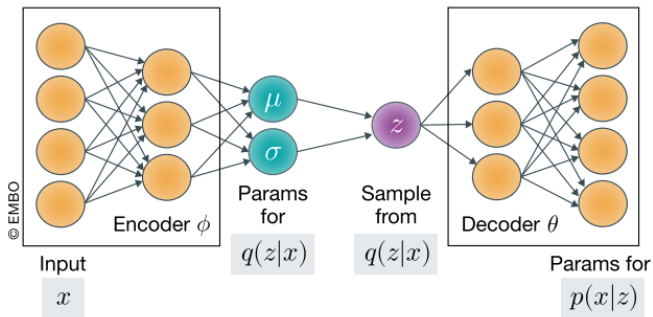 © EMBO
Encoder ϕ
Input
x
μ
σ
Params
for
q(z|x)
z
Sample
from
q(z|x)
Decoder θ
Params for
p(x|z)